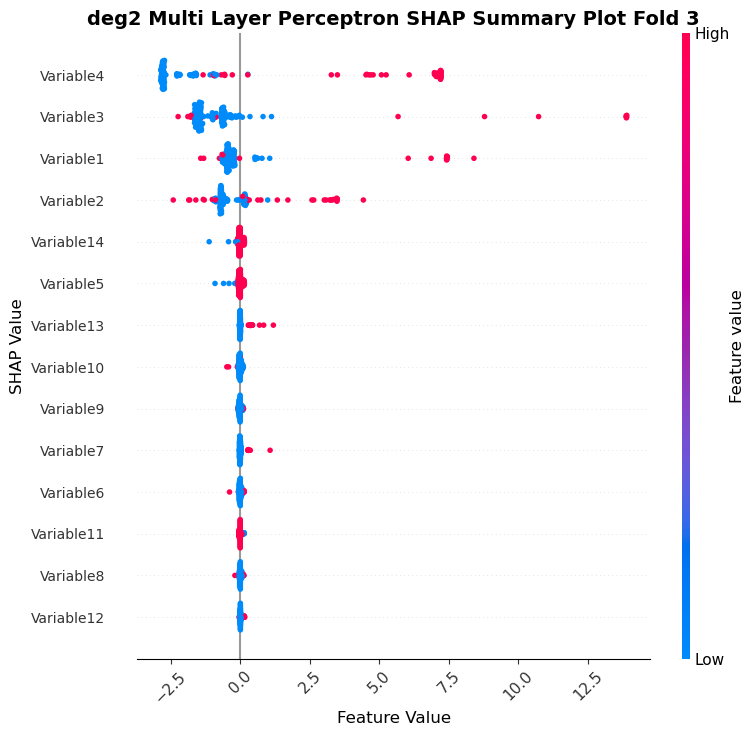 deg2 Multi Layer Perceptron SHAP Summary Plot Fold 3
High
Variable4
Variable3
Variable1
Variable2
Variable14
Variable5
Variable13
Variable10
Variable9
Variable7
Variable6
Variable11
Variable8
Variable12
SHAP Value
Feature value
Low
−2.5 0.0 2.5 5.0 7.5 10.0 12.5
Feature Value